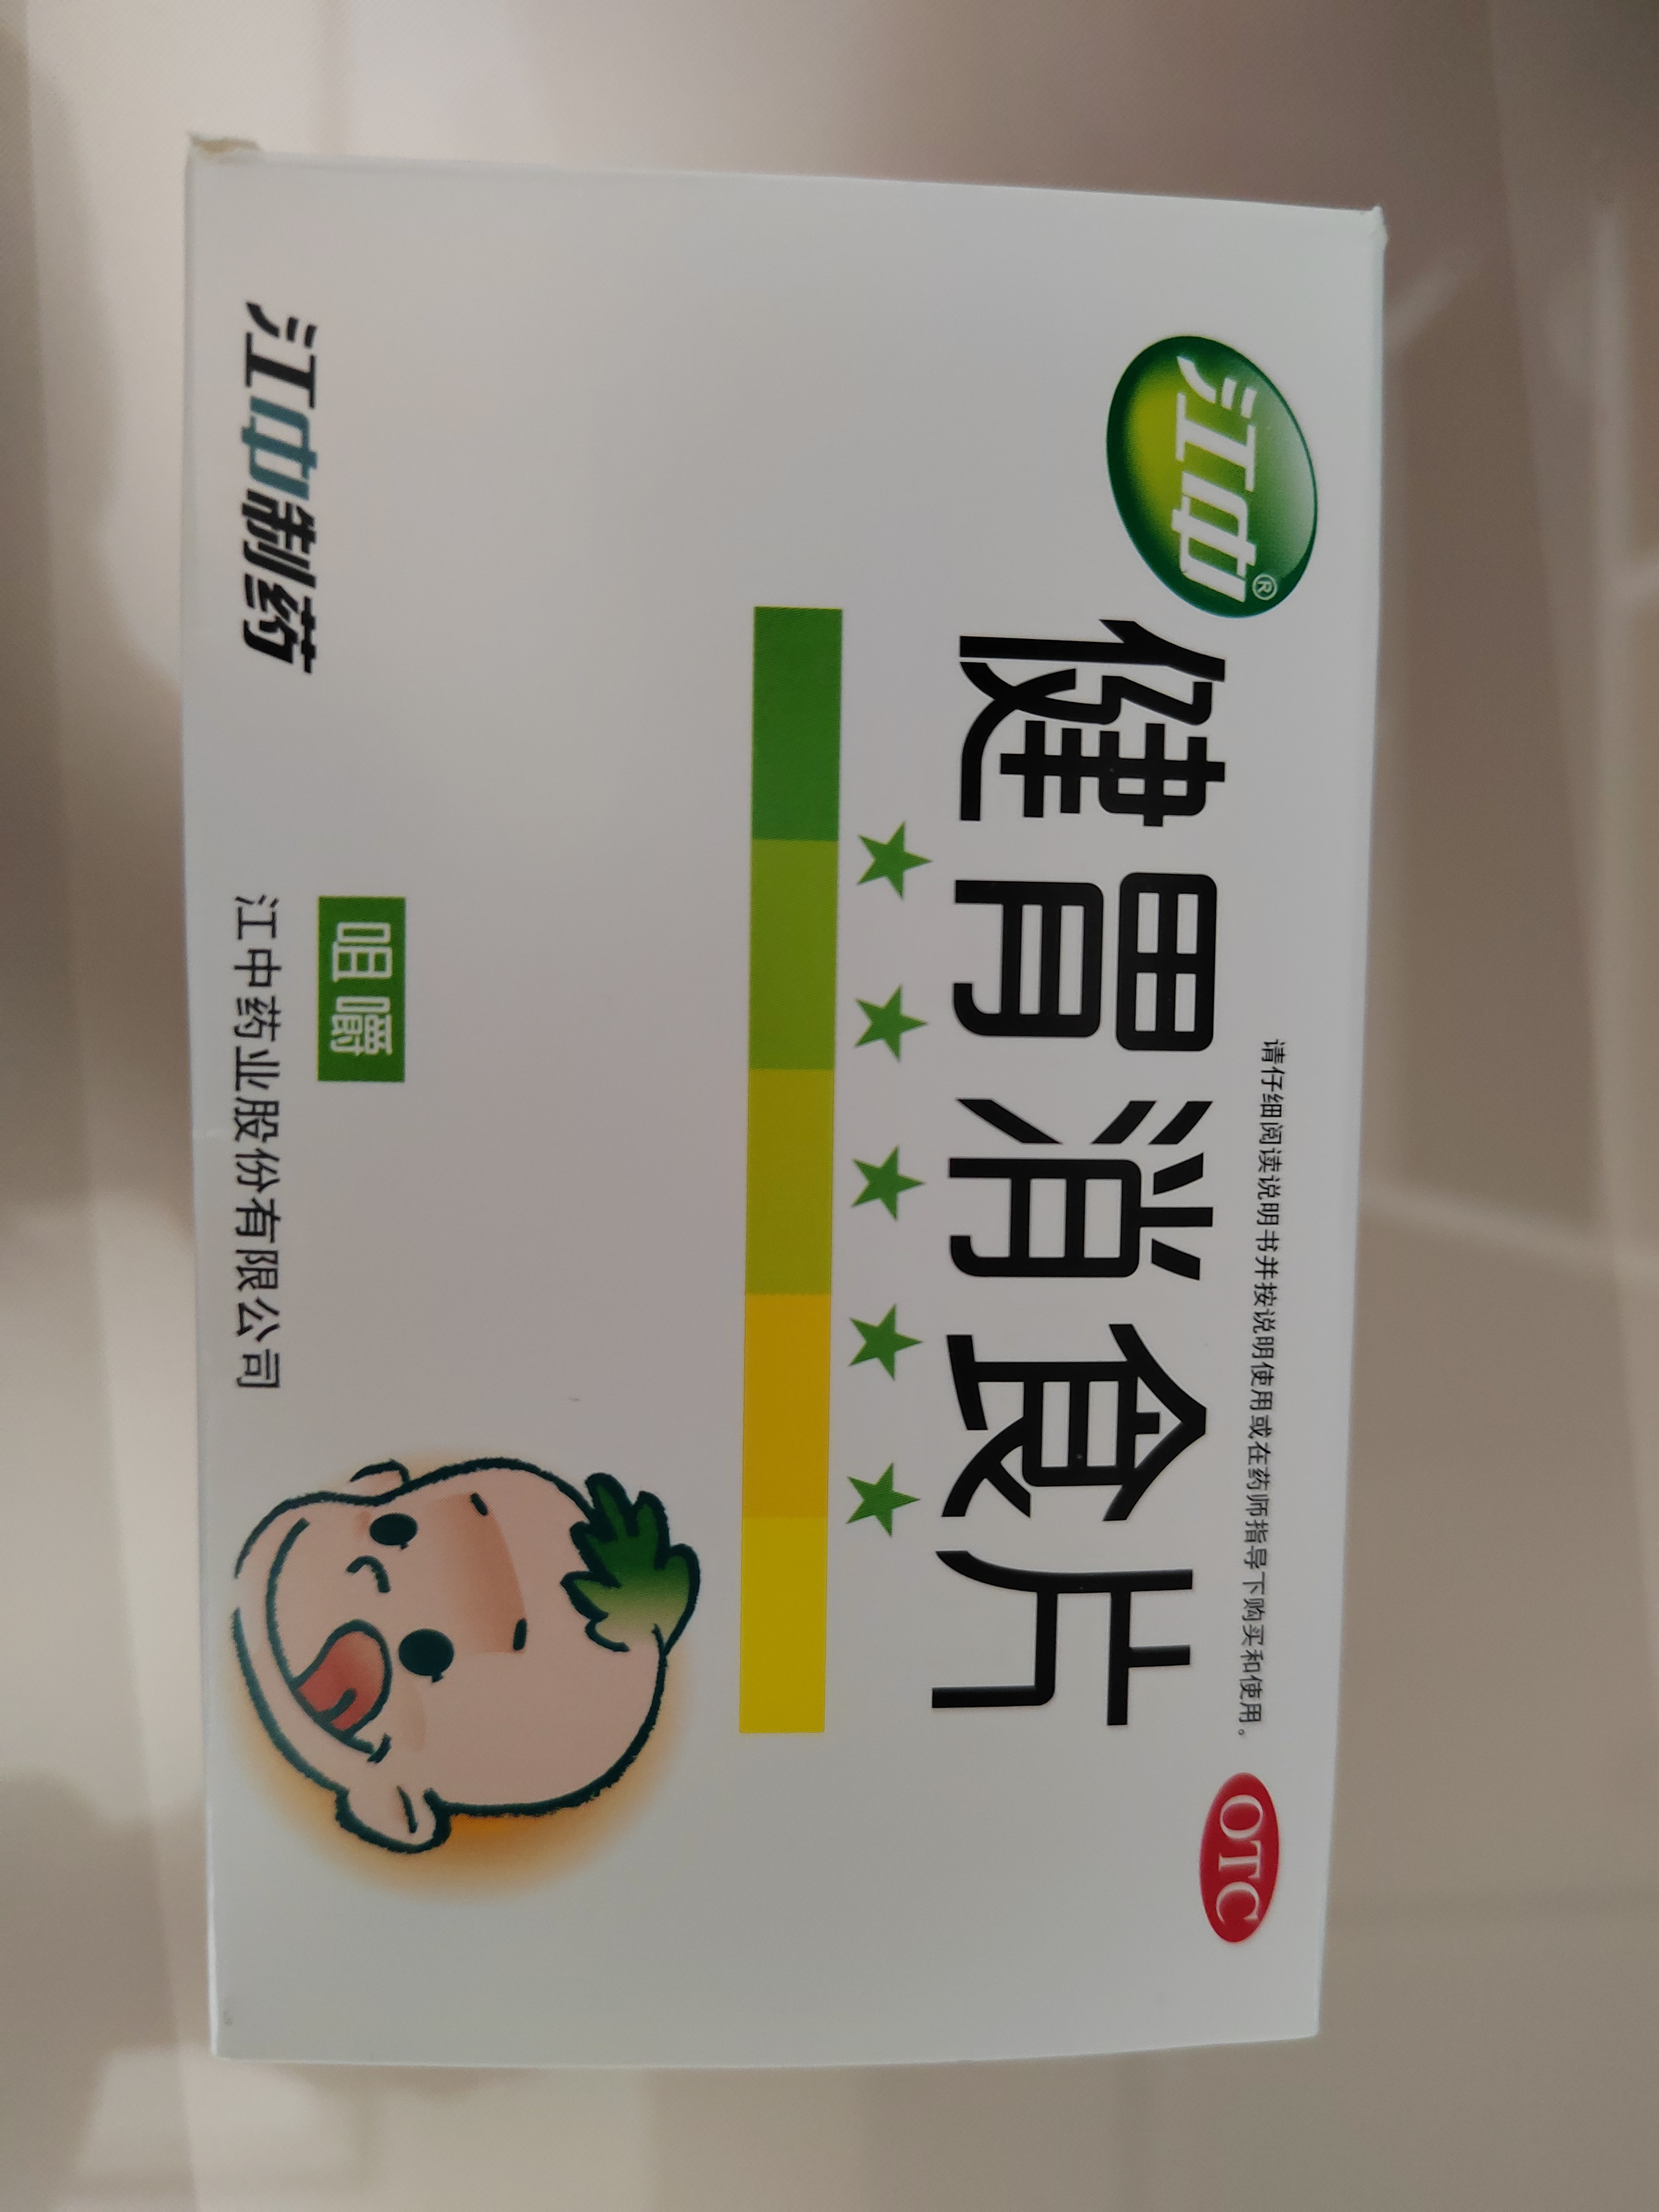 请仔细阅读说明书并按说明使用或在药师指导下购买和使用。
OTC
江中®
健胃消食片
咀嚼
江中制药
江中药业股份有限公司